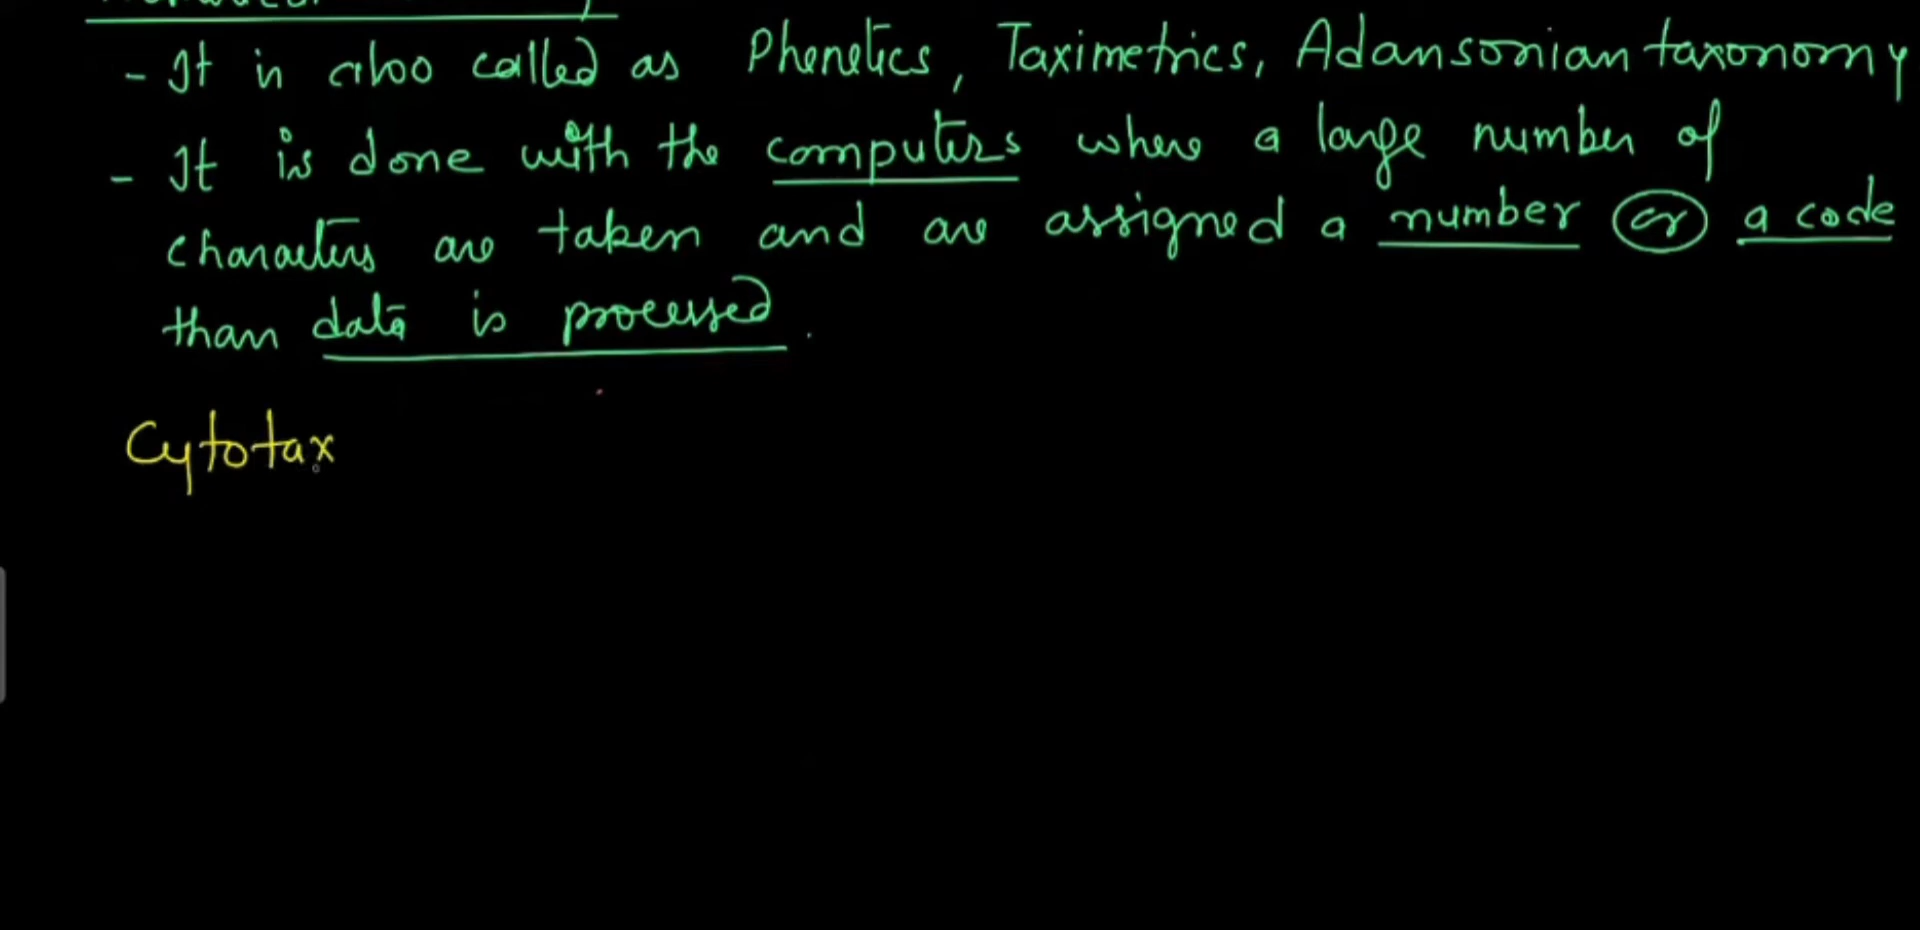 - It is also called as Phenetics, Taximetrics, Adansonian taxonomy
- It is done with the computers where a large number of
characters are taken and are assigned a number or a code
than data is processed.
Cytotax